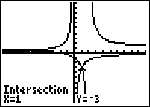 Intersection
X=1 Y=-3